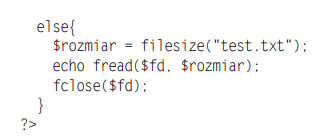 else{
$rozmiar = filesize("test.txt");
echo fread($fd, $rozmiar);
fclose($fd);
}
?>